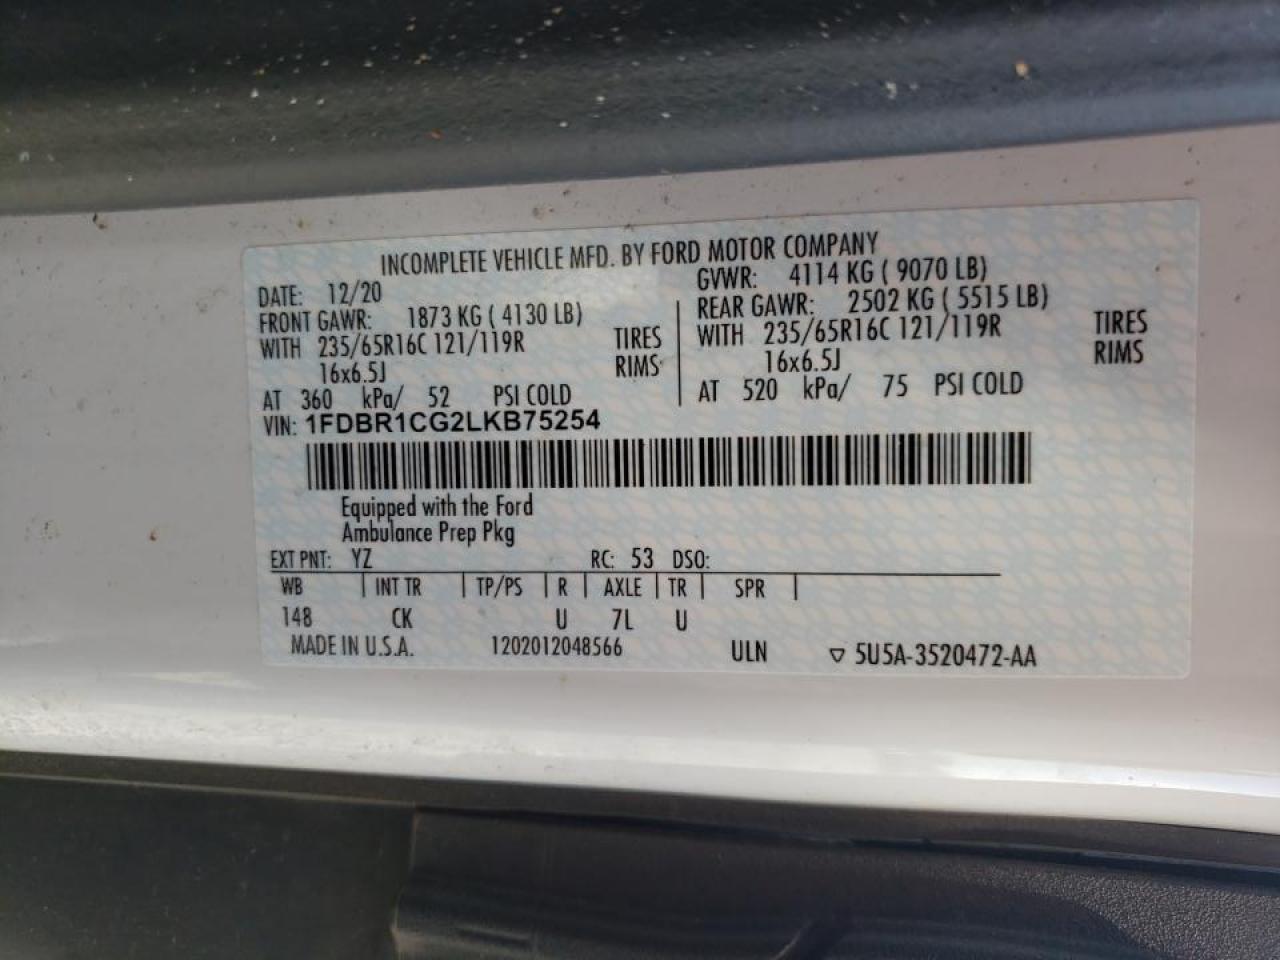 INCOMPLETE VEHICLE MFD. BY FORD MOTOR COMPANY
DATE: 12/20
GVWR: 4114 KG ( 9070 LB)
FRONT GAWR: 1873 KG ( 4130 LB)
REAR GAWR: 2502 KG ( 5515 LB)
WITH 235/65R16C 121/119R TIRES
WITH 235/65R16C 121/119R TIRES
16x6.5J RIMS
16x6.5J RIMS
AT 360 kPa/ 52 PSI COLD
AT 520 kPa/ 75 PSI COLD
VIN: 1FDBR1CG2LKB75254
Equipped with the Ford
Ambulance Prep Pkg
EXT PNT: YZ RC: 53 DSO:
WB | INT TR | TP/PS | R | AXLE | TR | SPR |
148 CK U 7L U
MADE IN U.S.A. 1202012048566 ULN ▽ 5U5A-3520472-AA